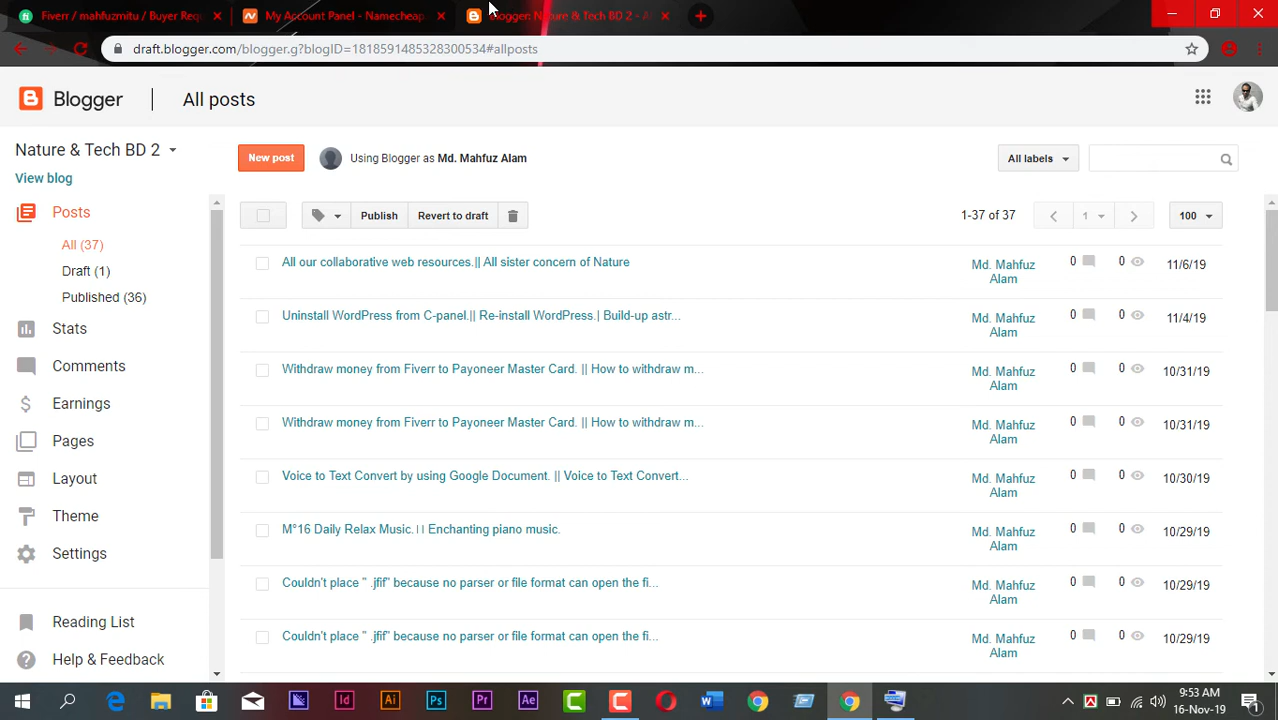 Fiverr / mahfuzmitu / Buyer Requ
My Account Panel - Namecheap
Blogger: Nature & Tech BD 2 - A
draft.blogger.com/blogger.g?blogID=1818591485328300534#allposts
Blogger
All posts
Nature & Tech BD 2
New post
Using Blogger as Md. Mahfuz Alam
All labels
View blog
Posts
Publish
Revert to draft
1-37 of 37
1
100
All (37)
Draft (1)
Published (36)
Stats
Comments
Earnings
Pages
Layout
Theme
Settings
Reading List
Help & Feedback
All our collaborative web resources.|| All sister concern of Nature
Md. Mahfuz Alam
0
0
11/6/19
Uninstall WordPress from C-panel.|| Re-install WordPress.| Build-up astr...
Md. Mahfuz Alam
0
0
11/4/19
Withdraw money from Fiverr to Payoneer Master Card. || How to withdraw m...
Md. Mahfuz Alam
0
0
10/31/19
Withdraw money from Fiverr to Payoneer Master Card. || How to withdraw m...
Md. Mahfuz Alam
0
0
10/31/19
Voice to Text Convert by using Google Document. || Voice to Text Convert...
Md. Mahfuz Alam
0
0
10/30/19
M°16 Daily Relax Music.।। Enchanting piano music.
Md. Mahfuz Alam
0
0
10/29/19
Couldn't place " .jfif" because no parser or file format can open the fi...
Md. Mahfuz Alam
0
0
10/29/19
Couldn't place " .jfif" because no parser or file format can open the fi...
Md. Mahfuz Alam
0
0
10/29/19
9:53 AM
16-Nov-19